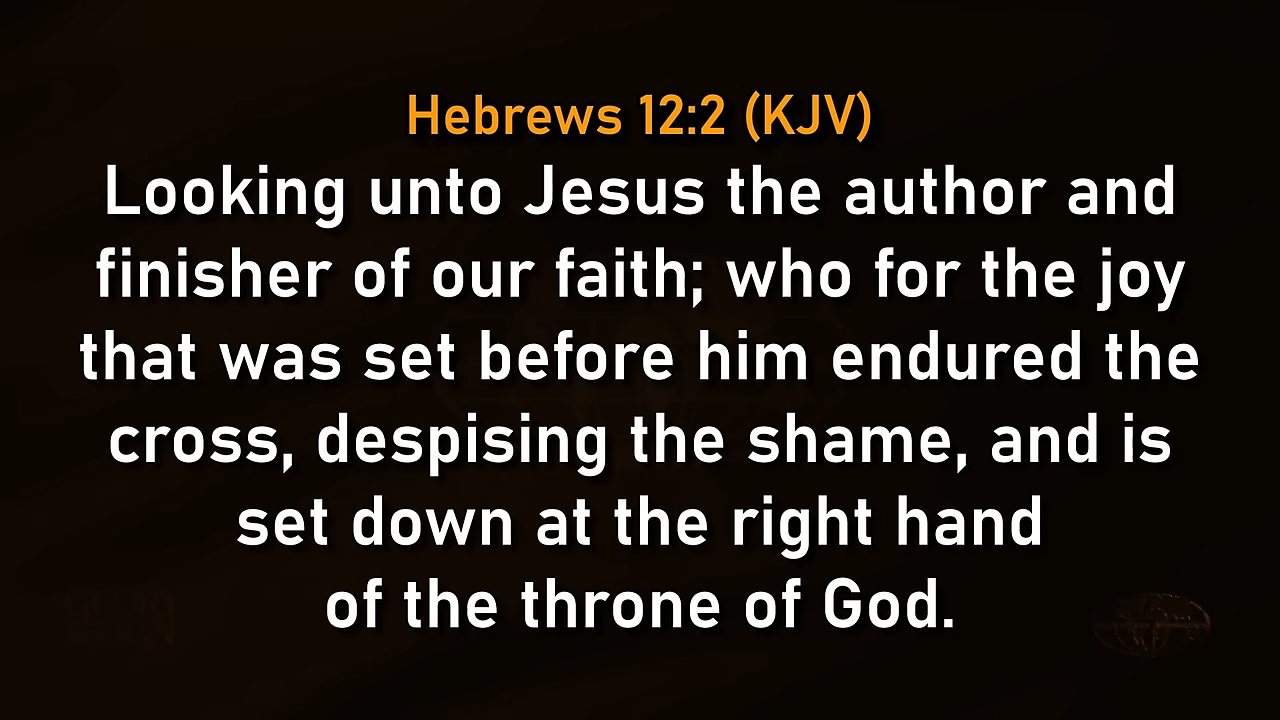 Hebrews 12:2 (KJV)
Looking unto Jesus the author and
finisher of our faith; who for the joy
that was set before him endured the
cross, despising the shame, and is
set down at the right hand
of the throne of God.